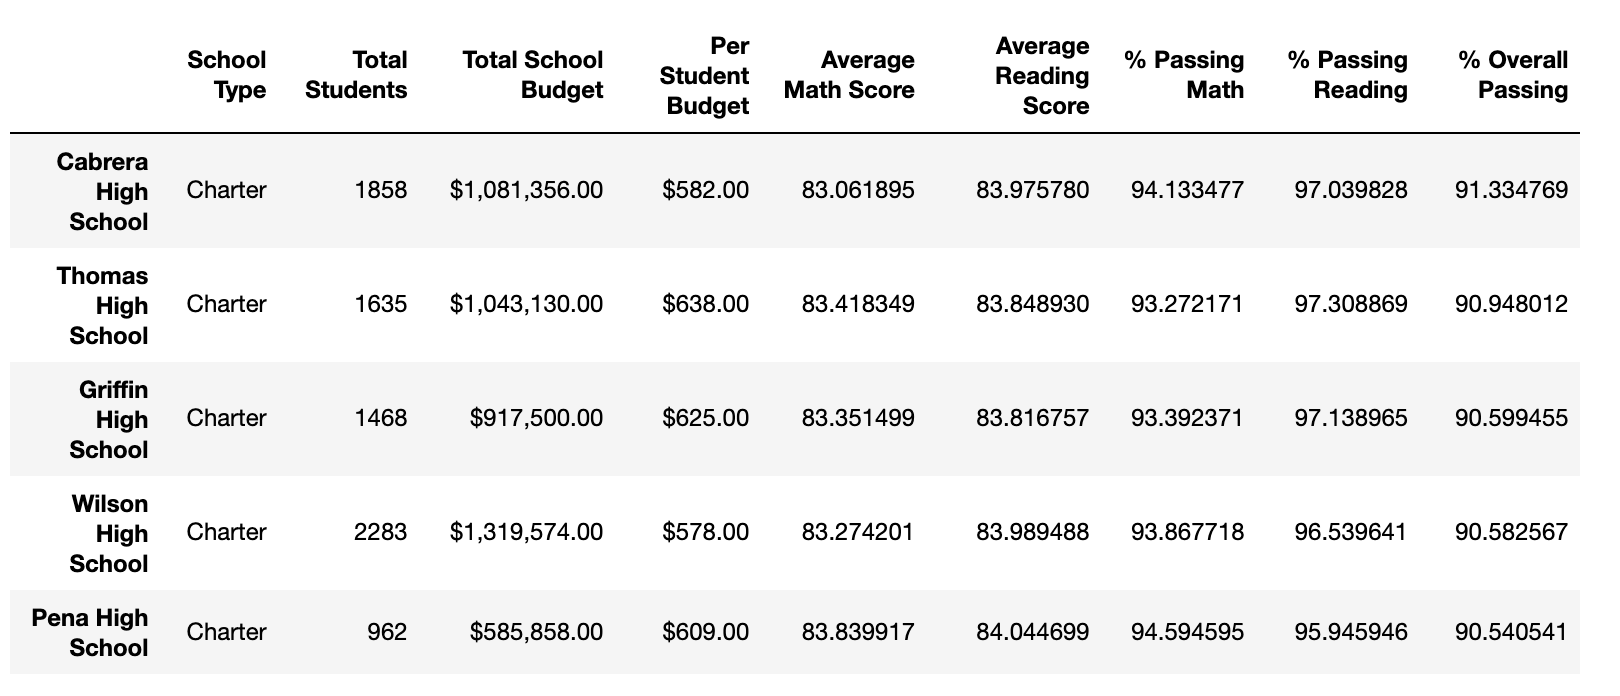 School Type Total Students Total School Budget Per Student Budget Average Math Score Average Reading Score % Passing Math % Passing Reading % Overall Passing
Cabrera High School Charter 1858 $1,081,356.00 $582.00 83.061895 83.975780 94.133477 97.039828 91.334769
Thomas High School Charter 1635 $1,043,130.00 $638.00 83.418349 83.848930 93.272171 97.308869 90.948012
Griffin High School Charter 1468 $917,500.00 $625.00 83.351499 83.816757 93.392371 97.138965 90.599455
Wilson High School Charter 2283 $1,319,574.00 $578.00 83.274201 83.989488 93.867718 96.539641 90.582567
Pena High School Charter 962 $585,858.00 $609.00 83.839917 84.044699 94.594595 95.945946 90.540541